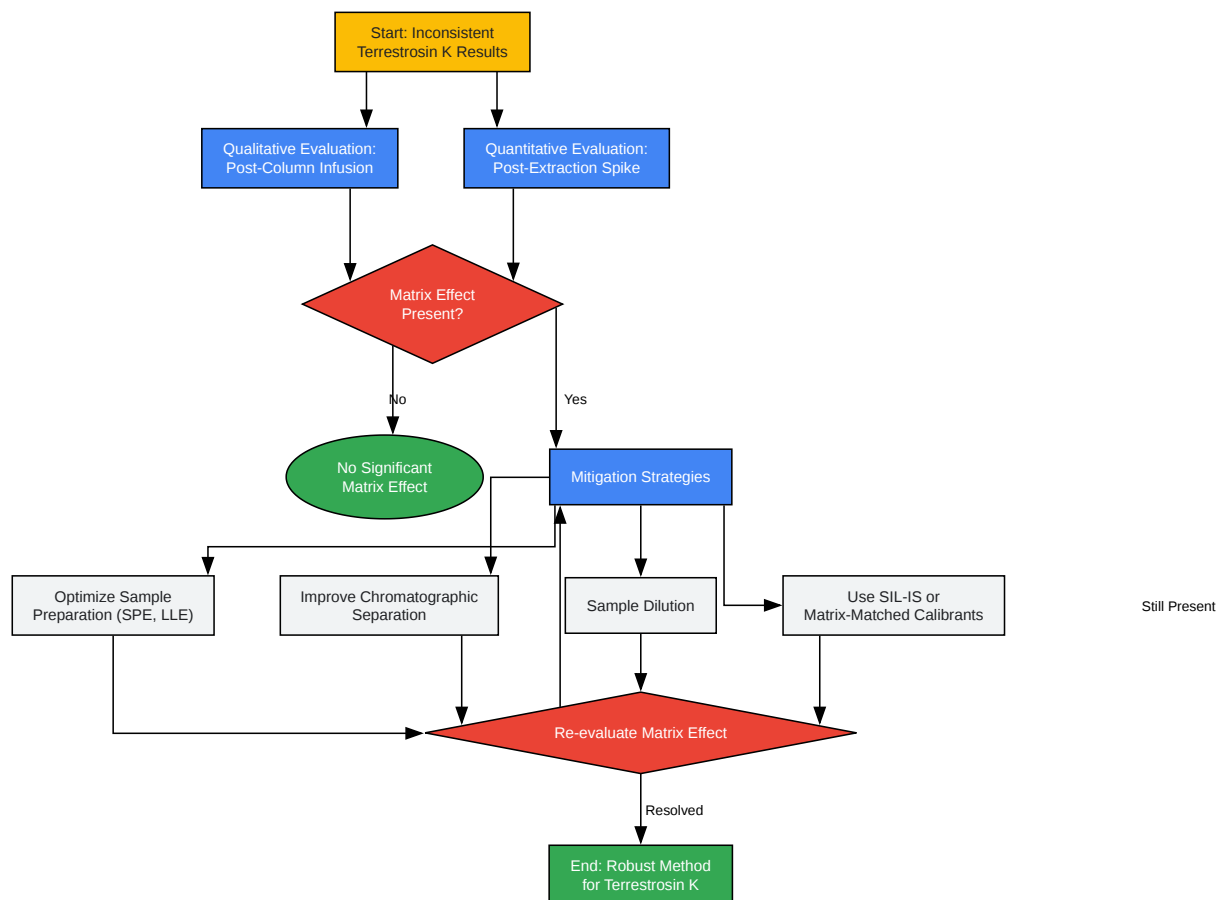 Start: Inconsistent
Terrestrosin K Results
Qualitative Evaluation:
Post-Column Infusion
Quantitative Evaluation:
Post-Extraction Spike
Matrix Effect
Present?
No
Yes
No Significant
Matrix Effect
Mitigation Strategies
Optimize Sample
Preparation (SPE, LLE)
Improve Chromatographic
Separation
Sample Dilution
Use SIL-IS or
Matrix-Matched Calibrants
Still Present
Re-evaluate Matrix Effect
Resolved
End: Robust Method
for Terrestrosin K